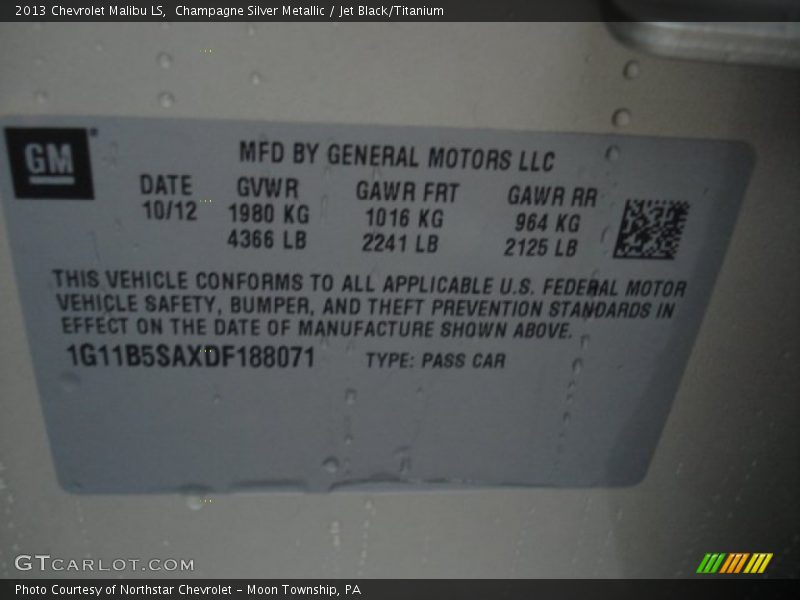 2013 Chevrolet Malibu LS,  Champagne Silver Metallic / Jet Black/Titanium
GM
MFD BY GENERAL MOTORS LLC
DATE GVWR GAWR FRT GAWR RR
10/12 1980 KG 1016 KG 964 KG
4366 LB 2241 LB 2125 LB
THIS VEHICLE CONFORMS TO ALL APPLICABLE U.S. FEDERAL MOTOR
VEHICLE SAFETY, BUMPER, AND THEFT PREVENTION STANDARDS IN
EFFECT ON THE DATE OF MANUFACTURE SHOWN ABOVE.
1G11B5SAXDF188071 TYPE: PASS CAR
GTCARLOT.COM
Photo Courtesy of Northstar Chevrolet - Moon Township, PA